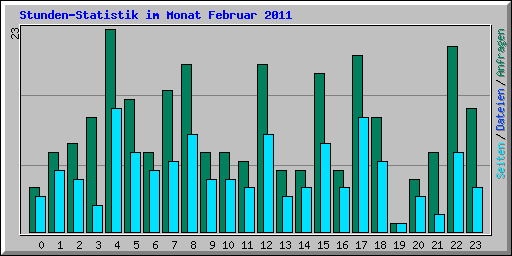 Stunden-Statistik im Monat Februar 2011
23
Seiten / Dateien / Anfragen
0 1 2 3 4 5 6 7 8 9 10 11 12 13 14 15 16 17 18 19 20 21 22 23